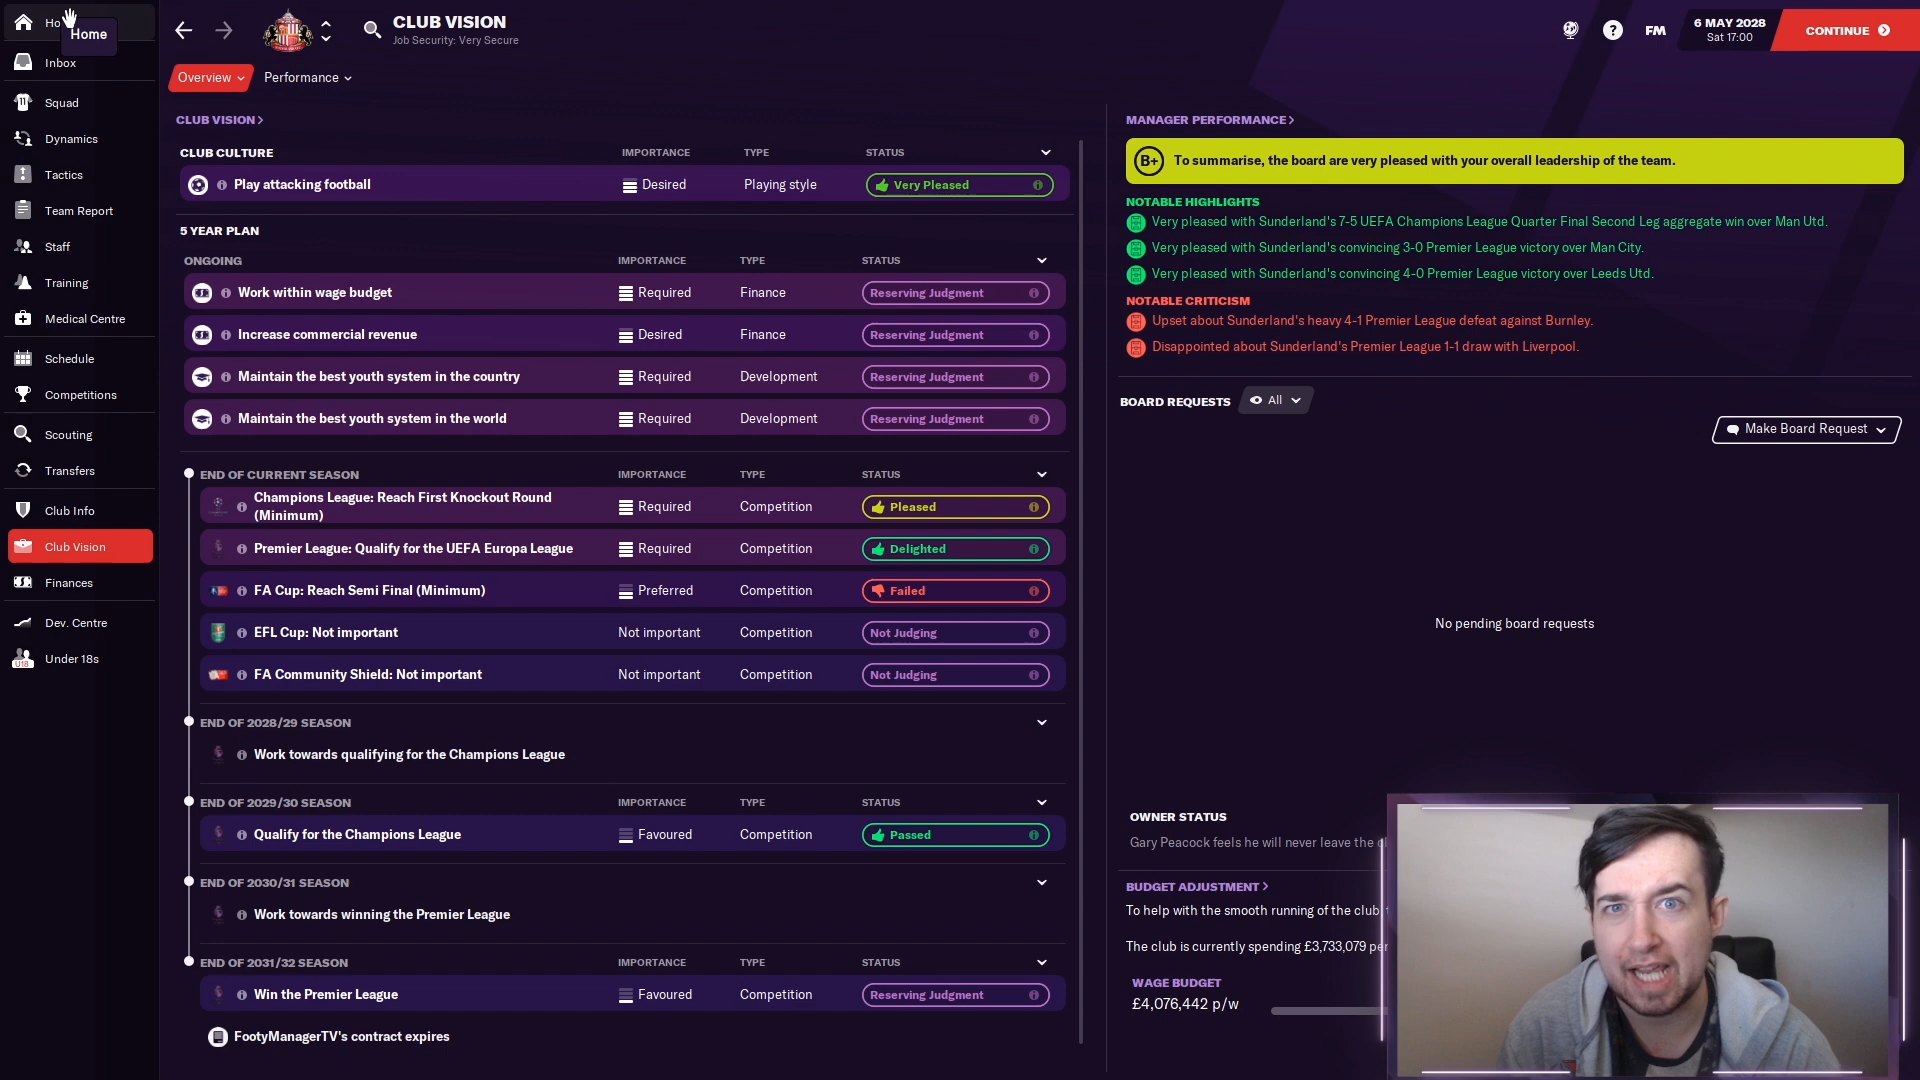 Home
Home
Inbox
Squad
Dynamics
Tactics
Team Report
Staff
Training
Medical Centre
Schedule
Competitions
Scouting
Transfers
Club Info
Club Vision
Finances
Dev. Centre
U18
Under 18s
CLUB VISION
Job Security: Very Secure
FM
6 MAY 2028
Sat 17:00
CONTINUE
Overview
Performance
CLUB VISION
CLUB CULTURE IMPORTANCE TYPE STATUS
Play attacking football Desired Playing style Very Pleased
5 YEAR PLAN
ONGOING IMPORTANCE TYPE STATUS
Work within wage budget Required Finance Reserving Judgment
Increase commercial revenue Desired Finance Reserving Judgment
Maintain the best youth system in the country Required Development Reserving Judgment
Maintain the best youth system in the world Required Development Reserving Judgment
END OF CURRENT SEASON IMPORTANCE TYPE STATUS
Champions League: Reach First Knockout Round
(Minimum) Required Competition Pleased
Premier League: Qualify for the UEFA Europa League Required Competition Delighted
FA Cup: Reach Semi Final (Minimum) Preferred Competition Failed
EFL Cup: Not important Not important Competition Not Judging
FA Community Shield: Not important Not important Competition Not Judging
END OF 2028/29 SEASON
Work towards qualifying for the Champions League
END OF 2029/30 SEASON IMPORTANCE TYPE STATUS
Qualify for the Champions League Favoured Competition Passed
END OF 2030/31 SEASON
Work towards winning the Premier League
END OF 2031/32 SEASON IMPORTANCE TYPE STATUS
Win the Premier League Favoured Competition Reserving Judgment
FootyManagerTV's contract expires
MANAGER PERFORMANCE
B+ To summarise, the board are very pleased with your overall leadership of the team.
NOTABLE HIGHLIGHTS
Very pleased with Sunderland's 7-5 UEFA Champions League Quarter Final Second Leg aggregate win over Man Utd.
Very pleased with Sunderland's convincing 3-0 Premier League victory over Man City.
Very pleased with Sunderland's convincing 4-0 Premier League victory over Leeds Utd.
NOTABLE CRITICISM
Upset about Sunderland's heavy 4-1 Premier League defeat against Burnley.
Disappointed about Sunderland's Premier League 1-1 draw with Liverpool.
BOARD REQUESTS All
Make Board Request
No pending board requests
OWNER STATUS
Gary Peacock feels he will never leave the
BUDGET ADJUSTMENT
To help with the smooth running of the club
The club is currently spending £3,733,079 per
WAGE BUDGET
£4,076,442 p/w